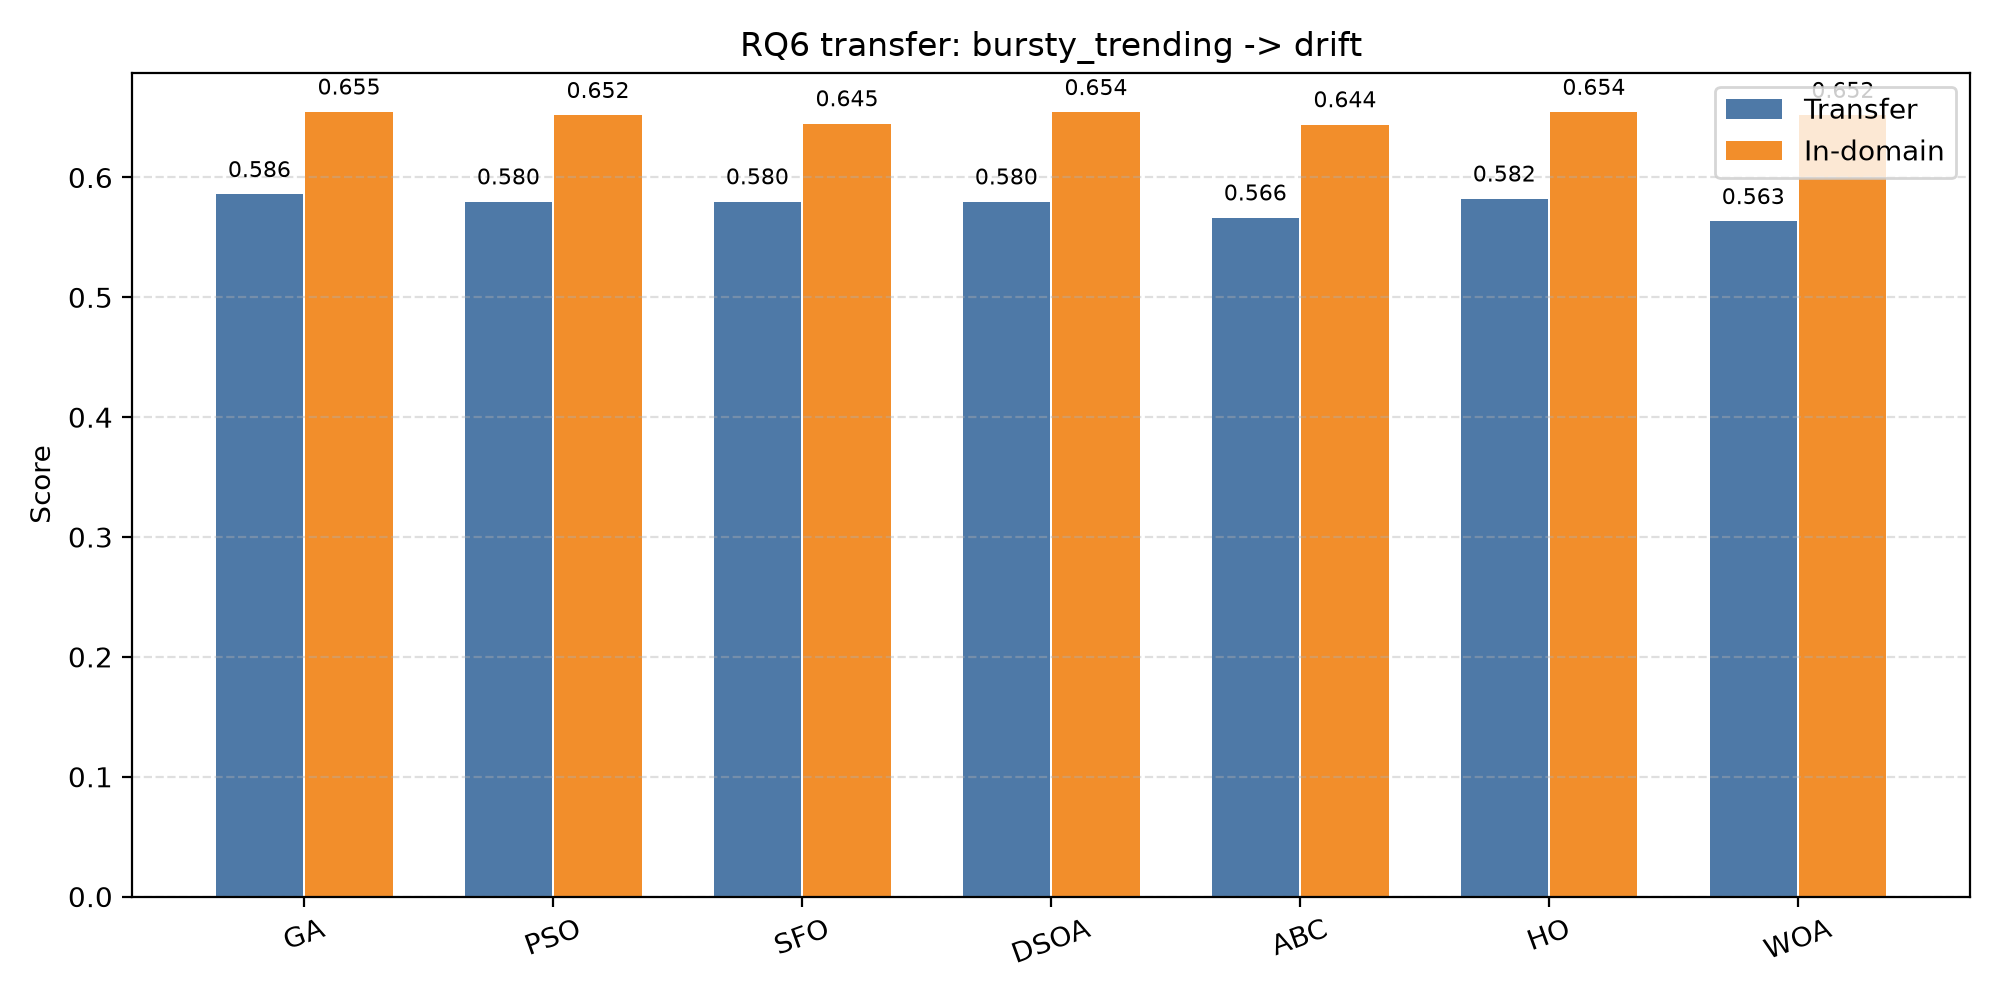 RQ6 transfer: bursty_trending -> drift
0.655
0.652
0.645
0.654
0.644
0.654
0.652
0.586
0.580
0.580
0.580
0.566
0.582
0.563
Transfer
In-domain
Score
0.6
0.5
0.4
0.3
0.2
0.1
0.0
GA
PSO
SFO
DSOA
ABC
HO
WOA